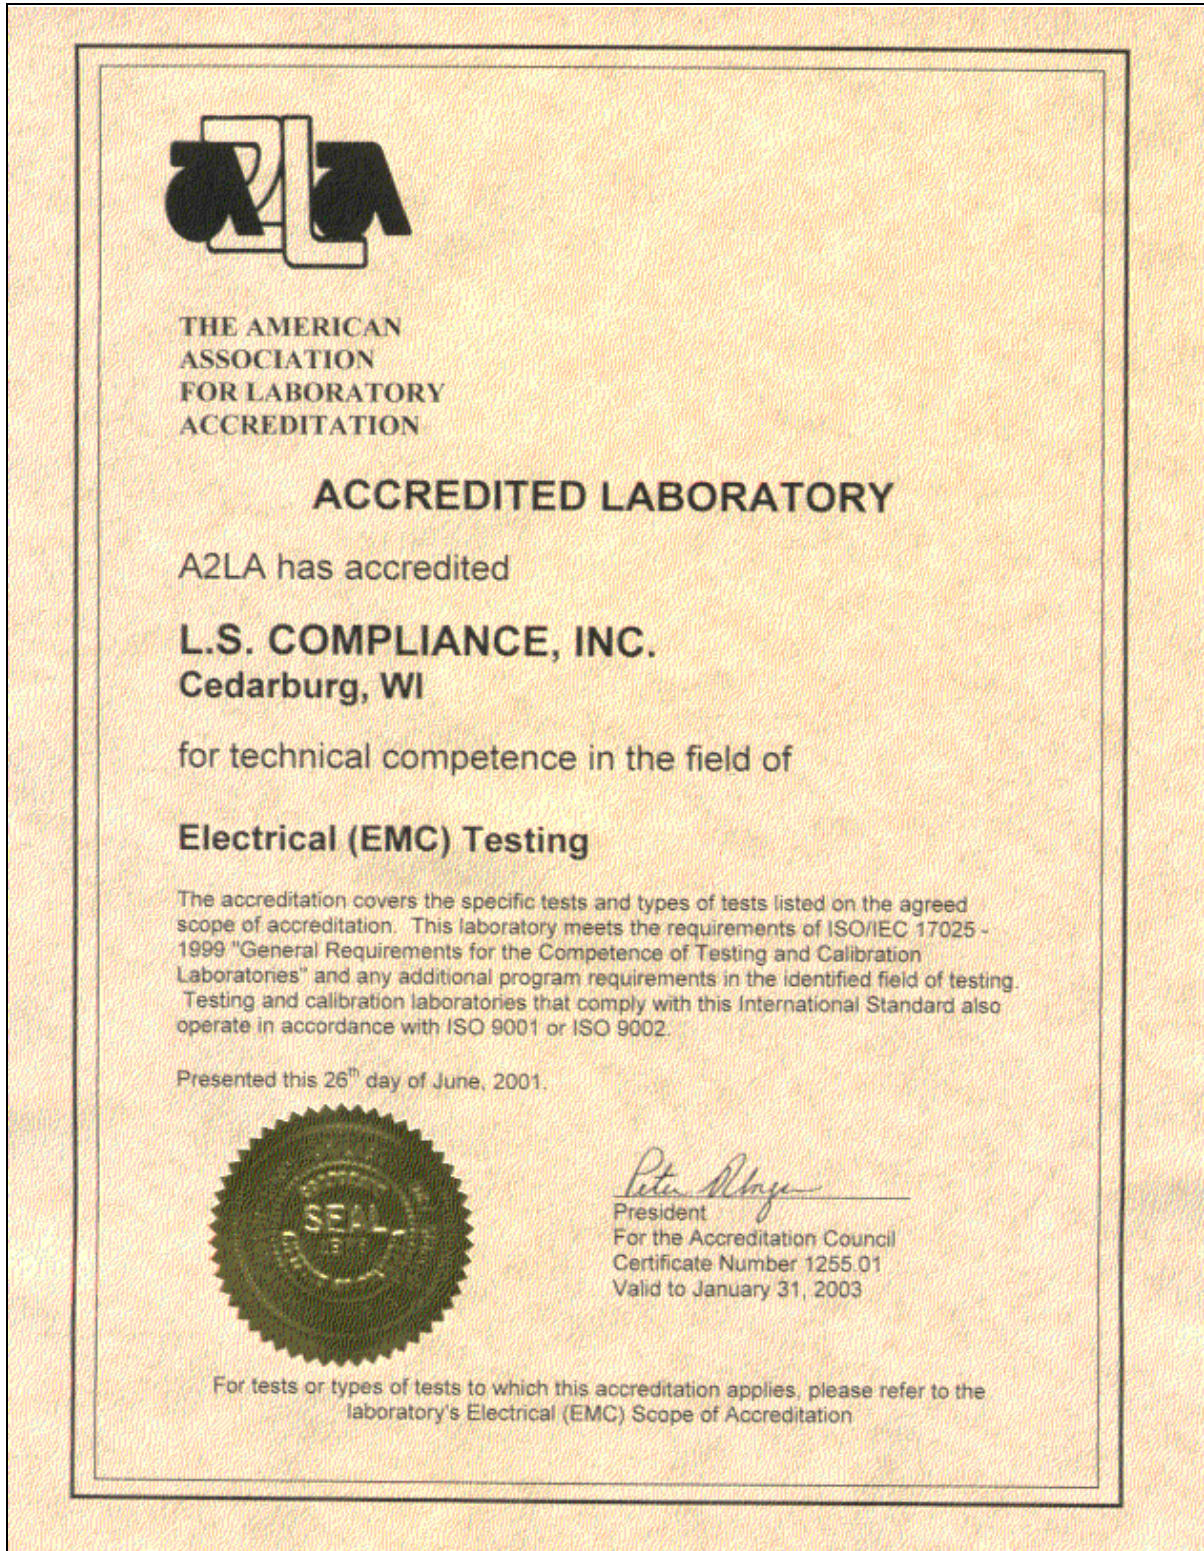 A2LA
THE AMERICAN
ASSOCIATION
FOR LABORATORY
ACCREDITATION
ACCREDITED LABORATORY
A2LA has accredited
L.S. COMPLIANCE, INC.
Cedarburg, WI
for technical competence in the field of
Electrical (EMC) Testing
The accreditation covers the specific tests and types of tests listed on the agreed
scope of accreditation. This laboratory meets the requirements of ISO/IEC 17025 -
1999 "General Requirements for the Competence of Testing and Calibration
Laboratories" and any additional program requirements in the identified field of testing.
Testing and calibration laboratories that comply with this International Standard also
operate in accordance with ISO 9001 or ISO 9002.
Presented this 26th day of June, 2001.
SEAL
Peter
President
For the Accreditation Council
Certificate Number 1255.01
Valid to January 31, 2003
For tests or types of tests to which this accreditation applies, please refer to the
laboratory's Electrical (EMC) Scope of Accreditation